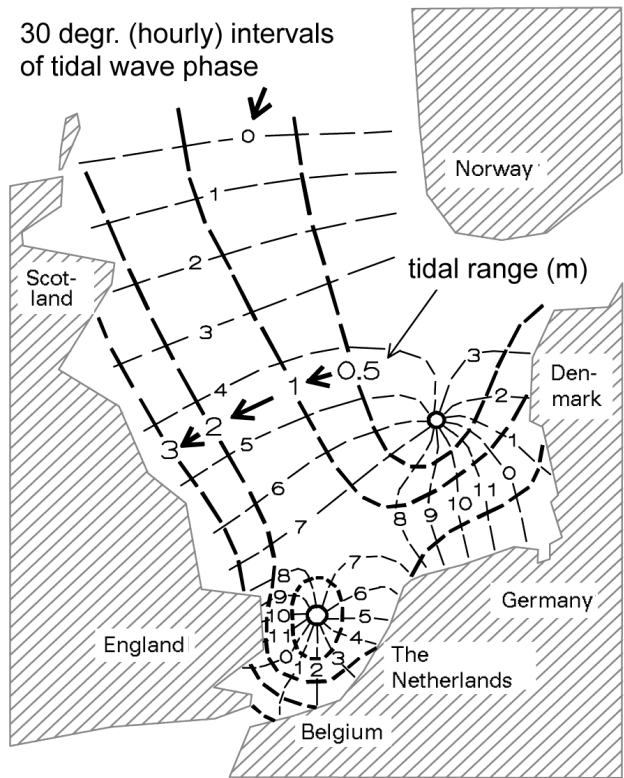 30 degr. (hourly) intervals
of tidal wave phase
0
Norway
1
2
tidal range (m)
Scot-
land
3
3
0.5
1
4
Den-
mark
2
2
3
5
1
0
6
11
10
9
8
7
7
8
6
9
Germany
10
5
11
4
England
0
1
2
3
The
Netherlands
Belgium